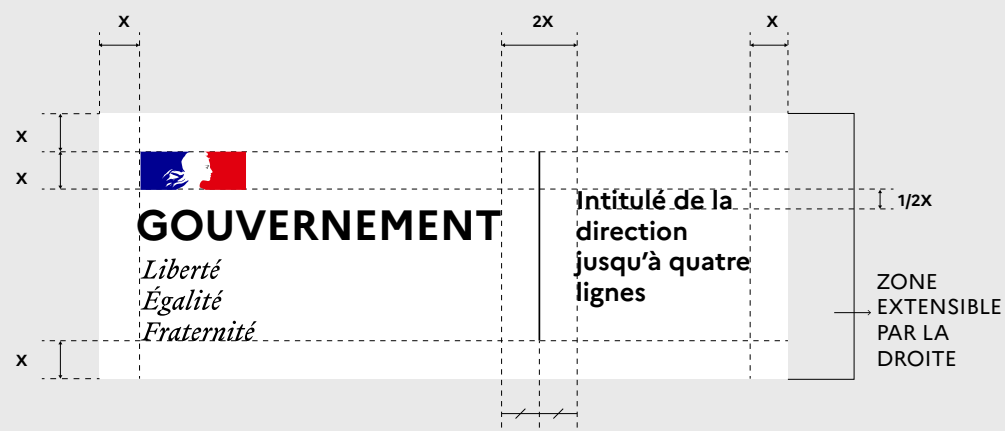 X
2X
X
X
X
GOUVERNEMENT
Liberté
Égalité
Fraternité
Intitulé de la
direction
jusqu’à quatre
lignes
1/2X
ZONE
EXTENSIBLE
PAR LA
DROITE
X